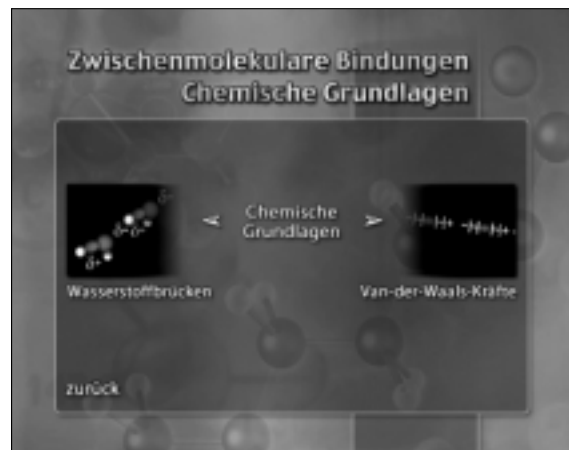 Zwischenmolekulare Bindungen
Chemische Grundlagen
< Chemische >
Grundlagen
Wasserstoffbrücken
Van-der-Waals-Kräfte
zurück